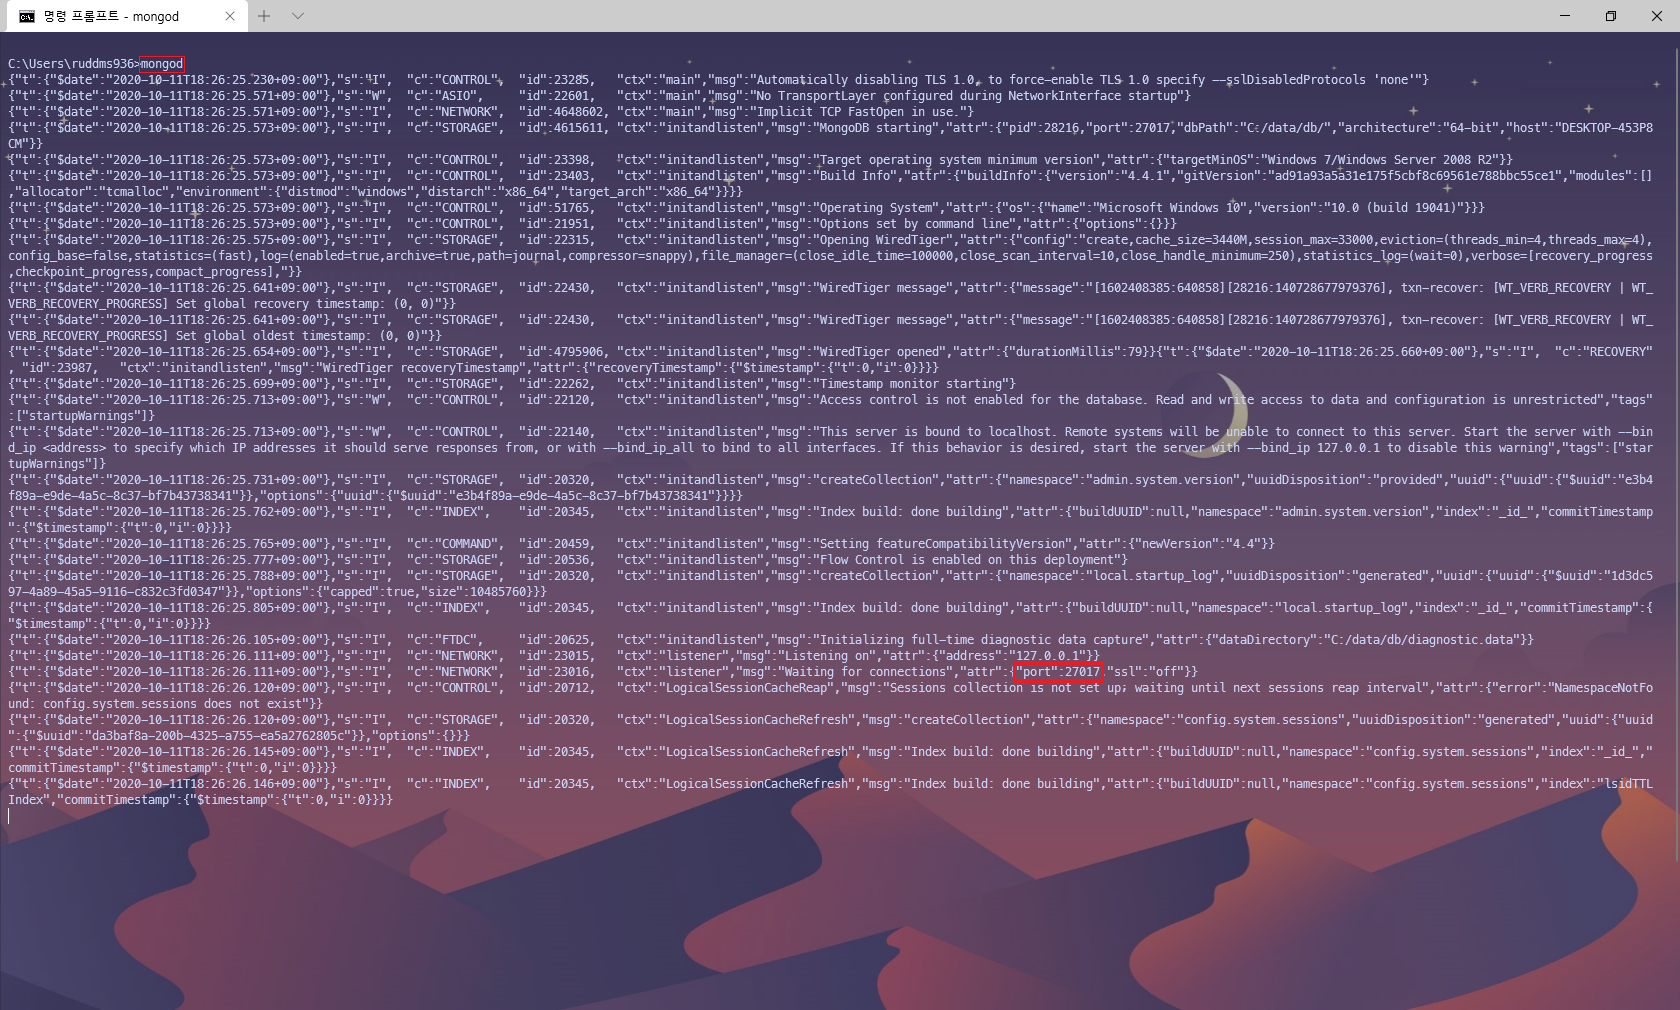 명령 프롬프트 - mongod
C:\Users\ruddms936>mongod
{"t":{"$date":"2020-10-11T18:26:25.230+09:00"},"s":"I",  "c":"CONTROL",  "id":23285,   "ctx":"main","msg":"Automatically disabling TLS 1.0, to force-enable TLS 1.0 specify --sslDisabledProtocols 'none'"}
{"t":{"$date":"2020-10-11T18:26:25.571+09:00"},"s":"W",  "c":"ASIO",     "id":22601,   "ctx":"main","msg":"No TransportLayer configured during NetworkInterface startup"}
{"t":{"$date":"2020-10-11T18:26:25.571+09:00"},"s":"I",  "c":"NETWORK",  "id":4648602, "ctx":"main","msg":"Implicit TCP FastOpen in use."}
{"t":{"$date":"2020-10-11T18:26:25.573+09:00"},"s":"I",  "c":"STORAGE",  "id":4615611, "ctx":"initandlisten","msg":"MongoDB starting","attr":{"pid":28216,"port":27017,"dbPath":"C:/data/db/","architecture":"64-bit","host":"DESKTOP-453P8
CM"}}
{"t":{"$date":"2020-10-11T18:26:25.573+09:00"},"s":"I",  "c":"CONTROL",  "id":23398,   "ctx":"initandlisten","msg":"Target operating system minimum version","attr":{"targetMinOS":"Windows 7/Windows Server 2008 R2"}}
{"t":{"$date":"2020-10-11T18:26:25.573+09:00"},"s":"I",  "c":"CONTROL",  "id":23403,   "ctx":"initandlisten","msg":"Build Info","attr":{"buildInfo":{"version":"4.4.1","gitVersion":"ad91a93a5a31e175f5cbf8c69561e788bbc55ce1","modules":[]
,"allocator":"tcmalloc","environment":{"distmod":"windows","distarch":"x86_64","target_arch":"x86_64"}}}}
{"t":{"$date":"2020-10-11T18:26:25.573+09:00"},"s":"I",  "c":"CONTROL",  "id":51765,   "ctx":"initandlisten","msg":"Operating System","attr":{"os":{"name":"Microsoft Windows 10","version":"10.0 (build 19041)"}}}
{"t":{"$date":"2020-10-11T18:26:25.573+09:00"},"s":"I",  "c":"CONTROL",  "id":21951,   "ctx":"initandlisten","msg":"Options set by command line","attr":{"options":{}}}
{"t":{"$date":"2020-10-11T18:26:25.575+09:00"},"s":"I",  "c":"STORAGE",  "id":22315,   "ctx":"initandlisten","msg":"Opening WiredTiger","attr":{"config":"create,cache_size=3440M,session_max=33000,eviction=(threads_min=4,threads_max=4),
config_base=false,statistics=(fast),log=(enabled=true,archive=true,path=journal,compressor=snappy),file_manager=(close_idle_time=100000,close_scan_interval=10,close_handle_minimum=250),statistics_log=(wait=0),verbose=[recovery_progress
,checkpoint_progress,compact_progress],"}}
{"t":{"$date":"2020-10-11T18:26:25.641+09:00"},"s":"I",  "c":"STORAGE",  "id":22430,   "ctx":"initandlisten","msg":"WiredTiger message","attr":{"message":"[1602408385:640858][28216:140728677979376], txn-recover: [WT_VERB_RECOVERY | WT_
VERB_RECOVERY_PROGRESS] Set global recovery timestamp: (0, 0)"}}
{"t":{"$date":"2020-10-11T18:26:25.641+09:00"},"s":"I",  "c":"STORAGE",  "id":22430,   "ctx":"initandlisten","msg":"WiredTiger message","attr":{"message":"[1602408385:640858][28216:140728677979376], txn-recover: [WT_VERB_RECOVERY | WT_
VERB_RECOVERY_PROGRESS] Set global oldest timestamp: (0, 0)"}}
{"t":{"$date":"2020-10-11T18:26:25.654+09:00"},"s":"I",  "c":"STORAGE",  "id":4795906, "ctx":"initandlisten","msg":"WiredTiger opened","attr":{"durationMillis":79}}{"t":{"$date":"2020-10-11T18:26:25.660+09:00"},"s":"I",  "c":"RECOVERY"
, "id":23987,   "ctx":"initandlisten","msg":"WiredTiger recoveryTimestamp","attr":{"recoveryTimestamp":{"$timestamp":{"t":0,"i":0}}}}
{"t":{"$date":"2020-10-11T18:26:25.699+09:00"},"s":"I",  "c":"STORAGE",  "id":22262,   "ctx":"initandlisten","msg":"Timestamp monitor starting"}
{"t":{"$date":"2020-10-11T18:26:25.713+09:00"},"s":"W",  "c":"CONTROL",  "id":22120,   "ctx":"initandlisten","msg":"Access control is not enabled for the database. Read and write access to data and configuration is unrestricted","tags"
:["startupWarnings"]}
{"t":{"$date":"2020-10-11T18:26:25.713+09:00"},"s":"W",  "c":"CONTROL",  "id":22140,   "ctx":"initandlisten","msg":"This server is bound to localhost. Remote systems will be unable to connect to this server. Start the server with --bin
d_ip <address> to specify which IP addresses it should serve responses from, or with --bind_ip_all to bind to all interfaces. If this behavior is desired, start the server with --bind_ip 127.0.0.1 to disable this warning","tags":["star
tupWarnings"]}
{"t":{"$date":"2020-10-11T18:26:25.731+09:00"},"s":"I",  "c":"STORAGE",  "id":20320,   "ctx":"initandlisten","msg":"createCollection","attr":{"namespace":"admin.system.version","uuidDisposition":"provided","uuid":{"uuid":{"$uuid":"e3b4
f89a-e9de-4a5c-8c37-bf7b43738341"}},"options":{"uuid":{"$uuid":"e3b4f89a-e9de-4a5c-8c37-bf7b43738341"}}}}
{"t":{"$date":"2020-10-11T18:26:25.762+09:00"},"s":"I",  "c":"INDEX",    "id":20345,   "ctx":"initandlisten","msg":"Index build: done building","attr":{"buildUUID":null,"namespace":"admin.system.version","index":"_id_","commitTimestamp
":{"$timestamp":{"t":0,"i":0}}}}
{"t":{"$date":"2020-10-11T18:26:25.765+09:00"},"s":"I",  "c":"COMMAND",  "id":20459,   "ctx":"initandlisten","msg":"Setting featureCompatibilityVersion","attr":{"newVersion":"4.4"}}
{"t":{"$date":"2020-10-11T18:26:25.777+09:00"},"s":"I",  "c":"STORAGE",  "id":20536,   "ctx":"initandlisten","msg":"Flow Control is enabled on this deployment"}
{"t":{"$date":"2020-10-11T18:26:25.788+09:00"},"s":"I",  "c":"STORAGE",  "id":20320,   "ctx":"initandlisten","msg":"createCollection","attr":{"namespace":"local.startup_log","uuidDisposition":"generated","uuid":{"uuid":{"$uuid":"1d3dc5
97-4a89-45a5-9116-c832c3fd0347"}},"options":{"capped":true,"size":10485760}}}
{"t":{"$date":"2020-10-11T18:26:25.805+09:00"},"s":"I",  "c":"INDEX",    "id":20345,   "ctx":"initandlisten","msg":"Index build: done building","attr":{"buildUUID":null,"namespace":"local.startup_log","index":"_id_","commitTimestamp":{
"$timestamp":{"t":0,"i":0}}}}
{"t":{"$date":"2020-10-11T18:26:26.105+09:00"},"s":"I",  "c":"FTDC",     "id":20625,   "ctx":"initandlisten","msg":"Initializing full-time diagnostic data capture","attr":{"dataDirectory":"C:/data/db/diagnostic.data"}}
{"t":{"$date":"2020-10-11T18:26:26.111+09:00"},"s":"I",  "c":"NETWORK",  "id":23015,   "ctx":"listener","msg":"Listening on","attr":{"address":"127.0.0.1"}}
{"t":{"$date":"2020-10-11T18:26:26.111+09:00"},"s":"I",  "c":"NETWORK",  "id":23016,   "ctx":"listener","msg":"Waiting for connections","attr":{"port":27017,"ssl":"off"}}
{"t":{"$date":"2020-10-11T18:26:26.120+09:00"},"s":"I",  "c":"CONTROL",  "id":20712,   "ctx":"LogicalSessionCacheReap","msg":"Sessions collection is not set up; waiting until next sessions reap interval","attr":{"error":"NamespaceNotFo
und: config.system.sessions does not exist"}}
{"t":{"$date":"2020-10-11T18:26:26.120+09:00"},"s":"I",  "c":"STORAGE",  "id":20320,   "ctx":"LogicalSessionCacheRefresh","msg":"createCollection","attr":{"namespace":"config.system.sessions","uuidDisposition":"generated","uuid":{"uuid
":{"$uuid":"da3baf8a-200b-4325-a755-ea5a2762805c"}},"options":{}}}
{"t":{"$date":"2020-10-11T18:26:26.145+09:00"},"s":"I",  "c":"INDEX",    "id":20345,   "ctx":"LogicalSessionCacheRefresh","msg":"Index build: done building","attr":{"buildUUID":null,"namespace":"config.system.sessions","index":"_id_","
commitTimestamp":{"$timestamp":{"t":0,"i":0}}}}
{"t":{"$date":"2020-10-11T18:26:26.146+09:00"},"s":"I",  "c":"INDEX",    "id":20345,   "ctx":"LogicalSessionCacheRefresh","msg":"Index build: done building","attr":{"buildUUID":null,"namespace":"config.system.sessions","index":"lsidTTL
Index","commitTimestamp":{"$timestamp":{"t":0,"i":0}}}}